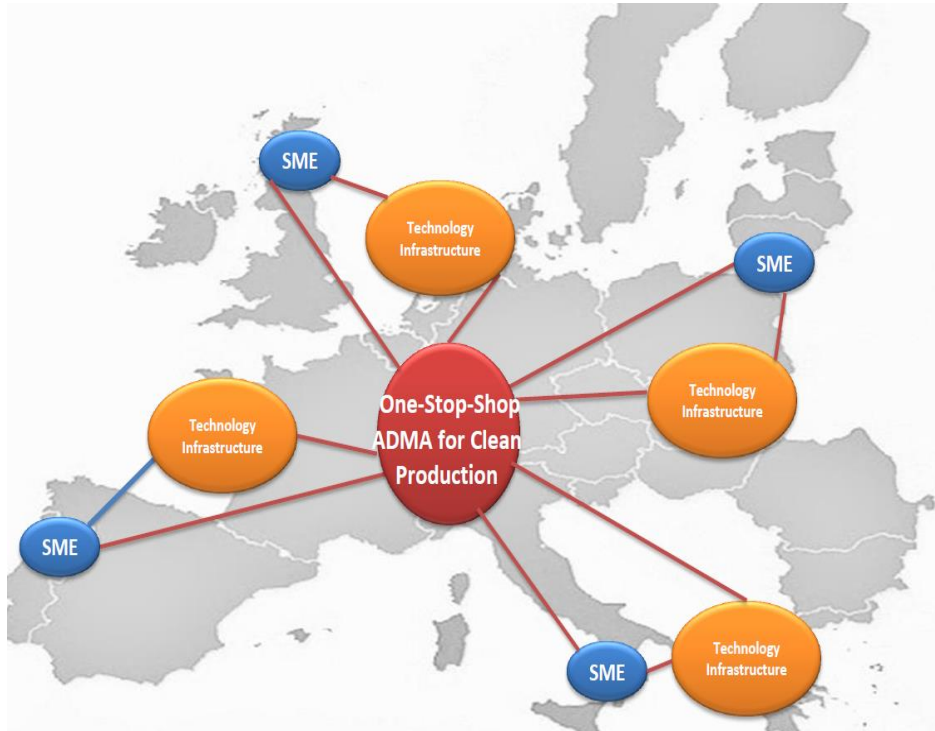 SME
Technology
Infrastructure
SME
Technology
Infrastructure
One-Stop-Shop
ADMA for Clean
Production
Technology
Infrastructure
SME
Technology
Infrastructure
SME